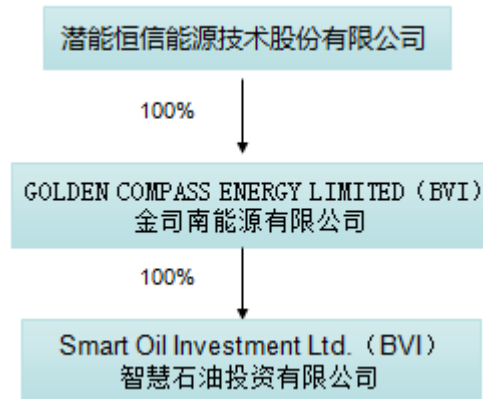 潜能恒信能源技术股份有限公司
100%
GOLDEN COMPASS ENERGY LIMITED（BVI）
金司南能源有限公司
100%
Smart Oil Investment Ltd.（BVI）
智慧石油投资有限公司